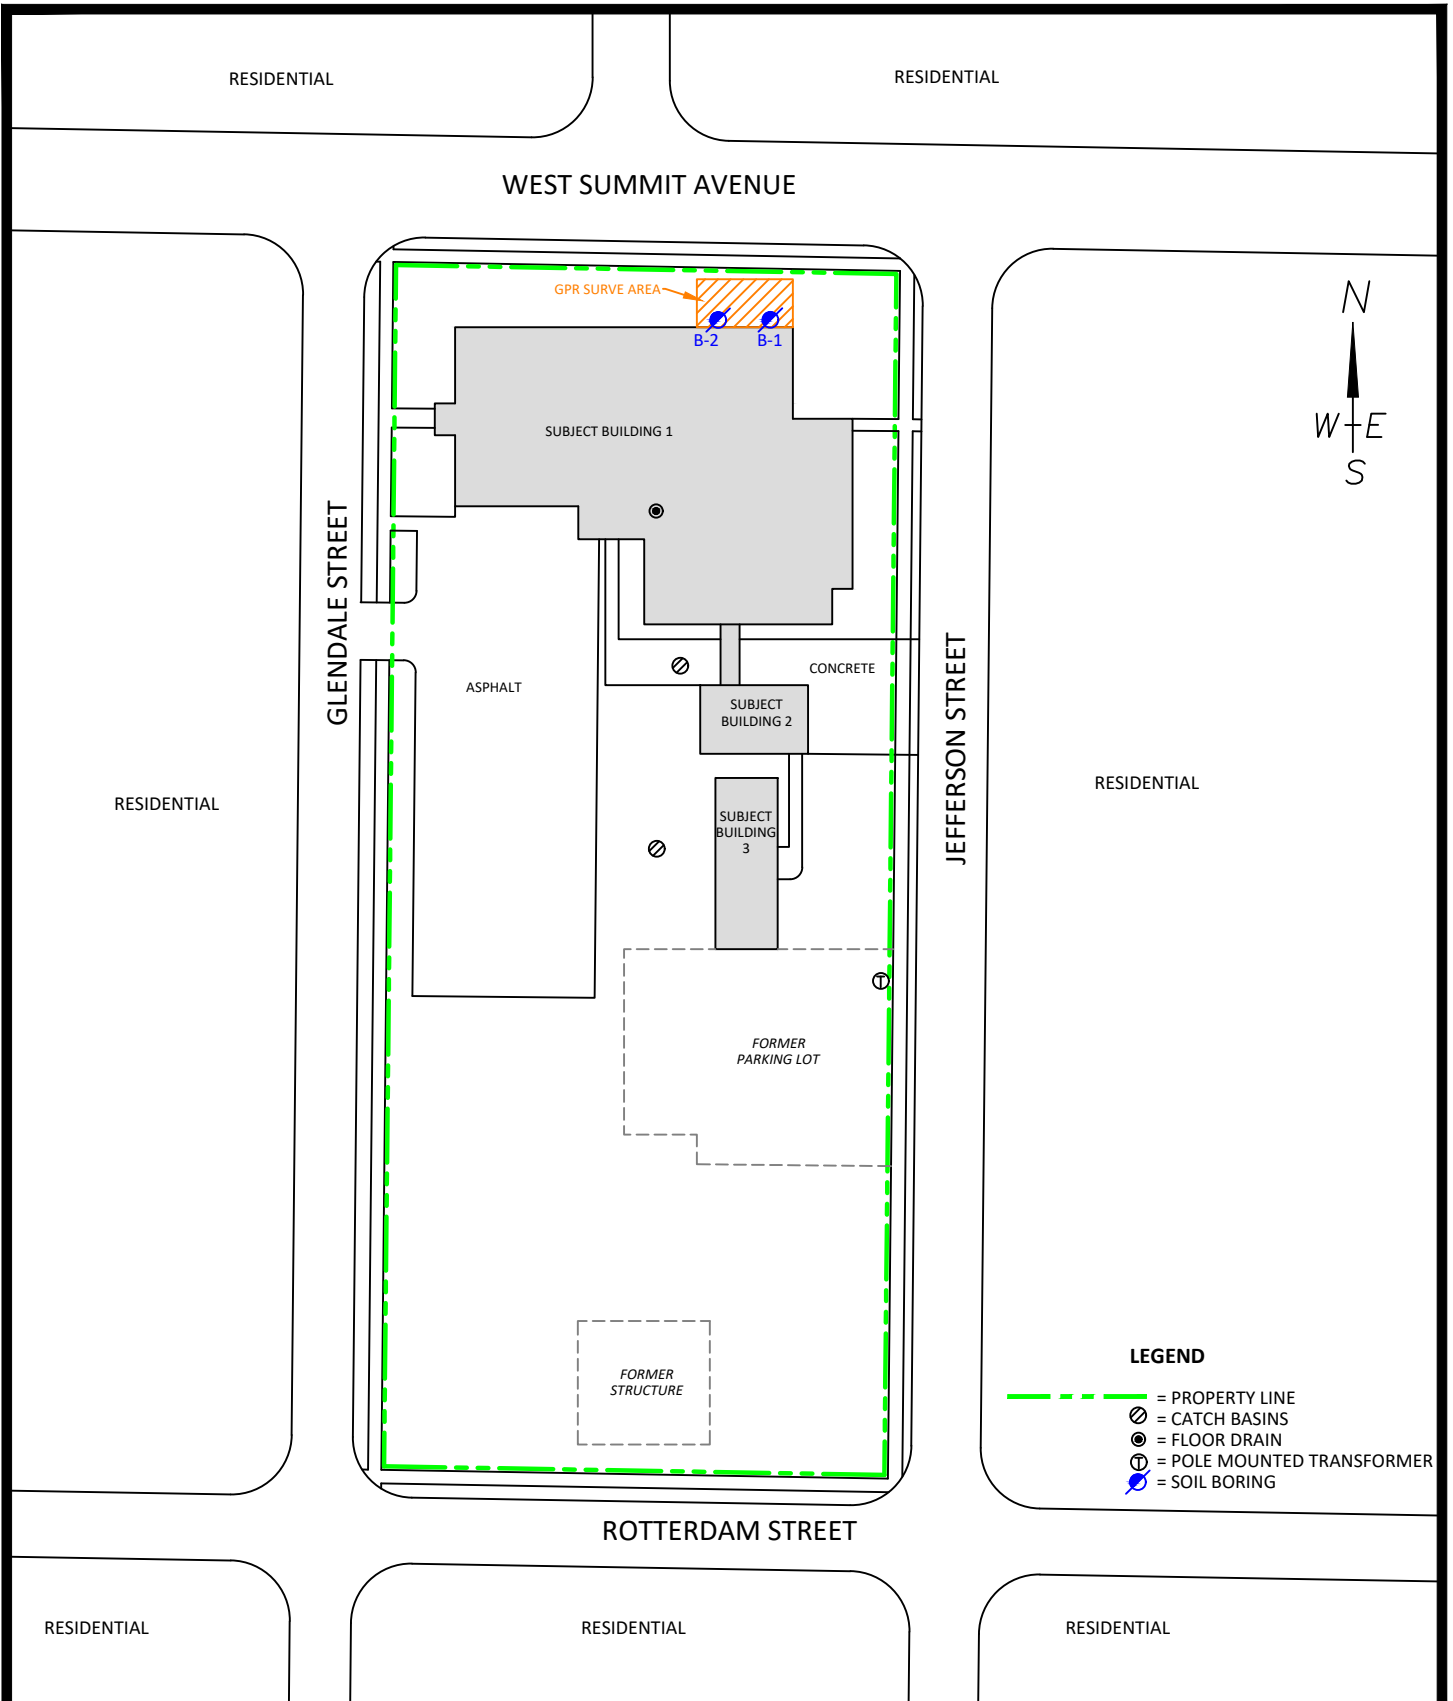 RESIDENTIAL
RESIDENTIAL
WEST SUMMIT AVENUE
GPR SURVE AREA
B-2
B-1
N
W E
S
SUBJECT BUILDING 1
GLENDALE STREET
ASPHALT
CONCRETE
SUBJECT
BUILDING 2
JEFFERSON STREET
RESIDENTIAL
RESIDENTIAL
SUBJECT
BUILDING
3
T
FORMER
PARKING LOT
FORMER
STRUCTURE
LEGEND
= PROPERTY LINE
= CATCH BASINS
= FLOOR DRAIN
T = POLE MOUNTED TRANSFORMER
= SOIL BORING
ROTTERDAM STREET
RESIDENTIAL
RESIDENTIAL
RESIDENTIAL